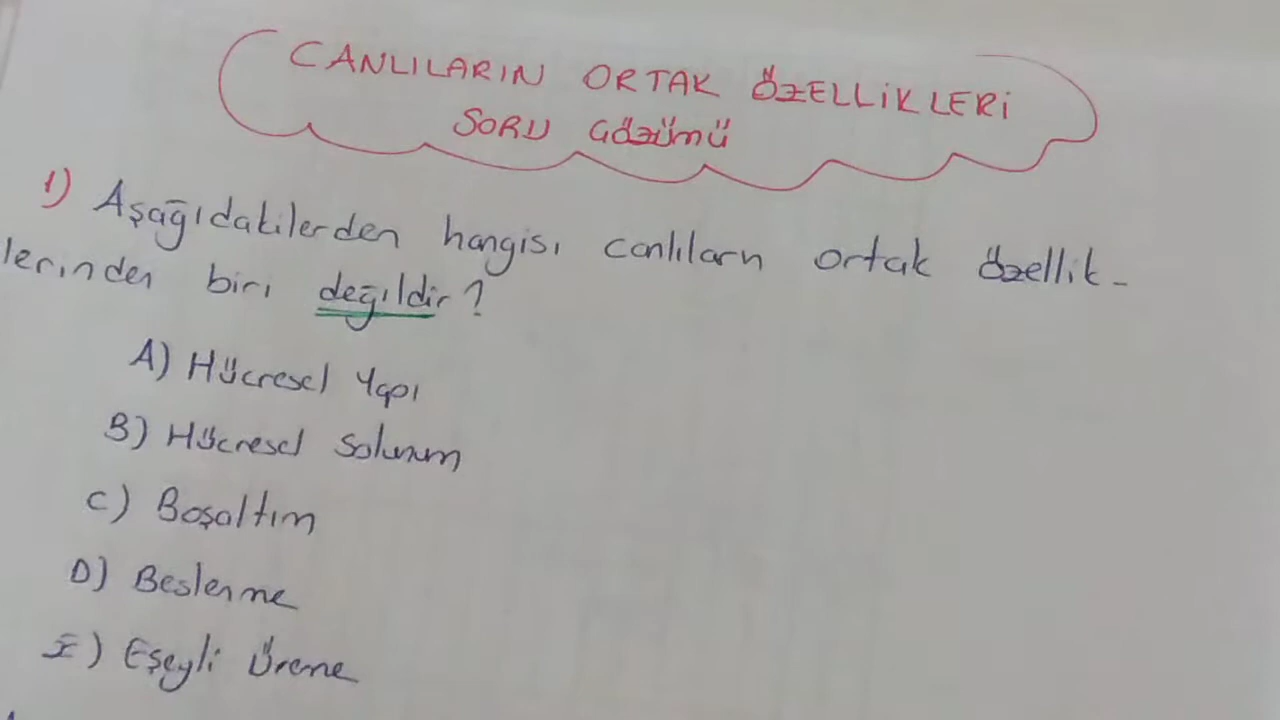 CANLILARIN ORTAK ÖZELLİKLERİ
SORU ÇÖZÜMÜ
1) Aşağıdakilerden hangisi canlıların ortak özellik-
lerinden biri değildir?
A) Hücresel Yapı
B) Hücresel Solunum
C) Boşaltım
D) Beslenme
E) Eşeyli Üreme